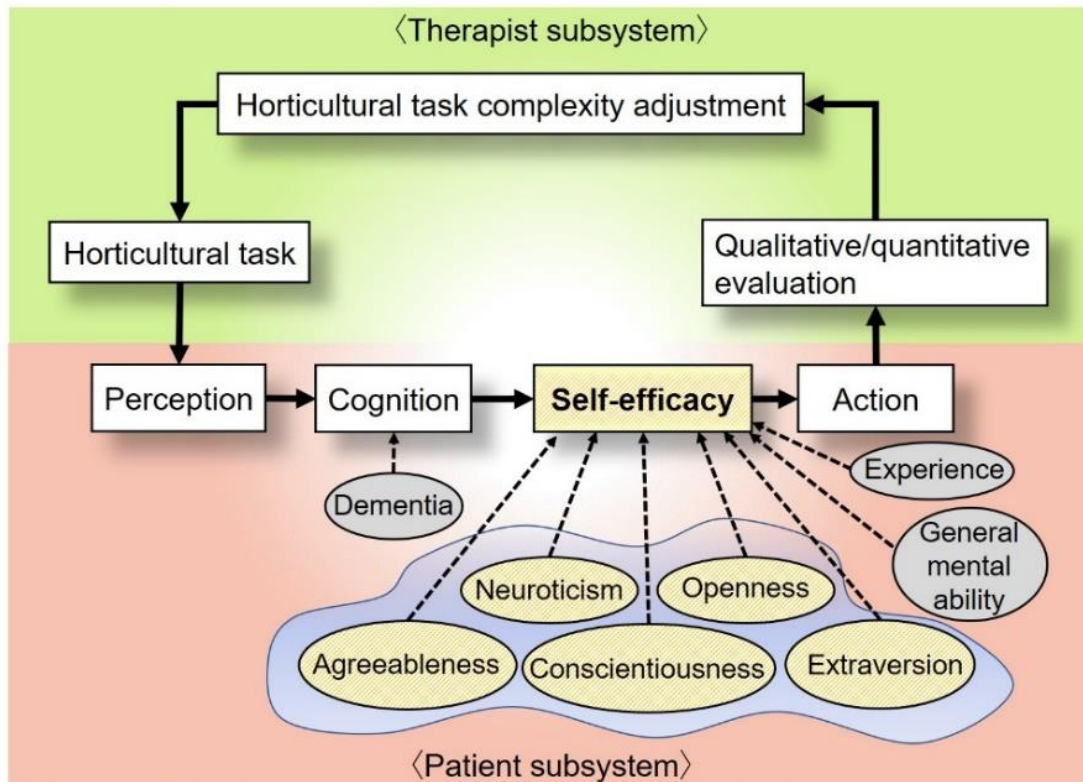 〈Therapist subsystem〉
Horticultural task complexity adjustment
Horticultural task
Qualitative/quantitative
evaluation
Perception
Cognition
Self-efficacy
Action
Dementia
Experience
General
mental
ability
Neuroticism
Openness
Agreeableness
Conscientiousness
Extraversion
〈Patient subsystem〉